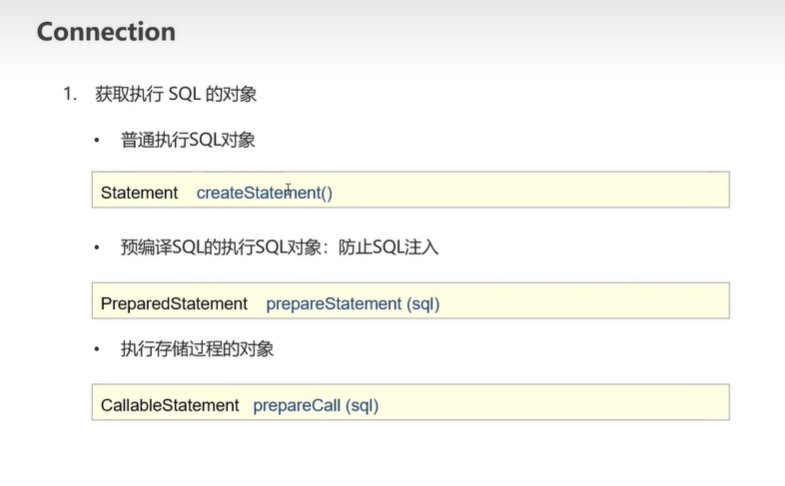 Connection
1. 获取执行 SQL 的对象
• 普通执行SQL对象
Statement createStatement()
• 预编译SQL的执行SQL对象：防止SQL注入
PreparedStatement prepareStatement (sql)
• 执行存储过程的对象
CallableStatement prepareCall (sql)